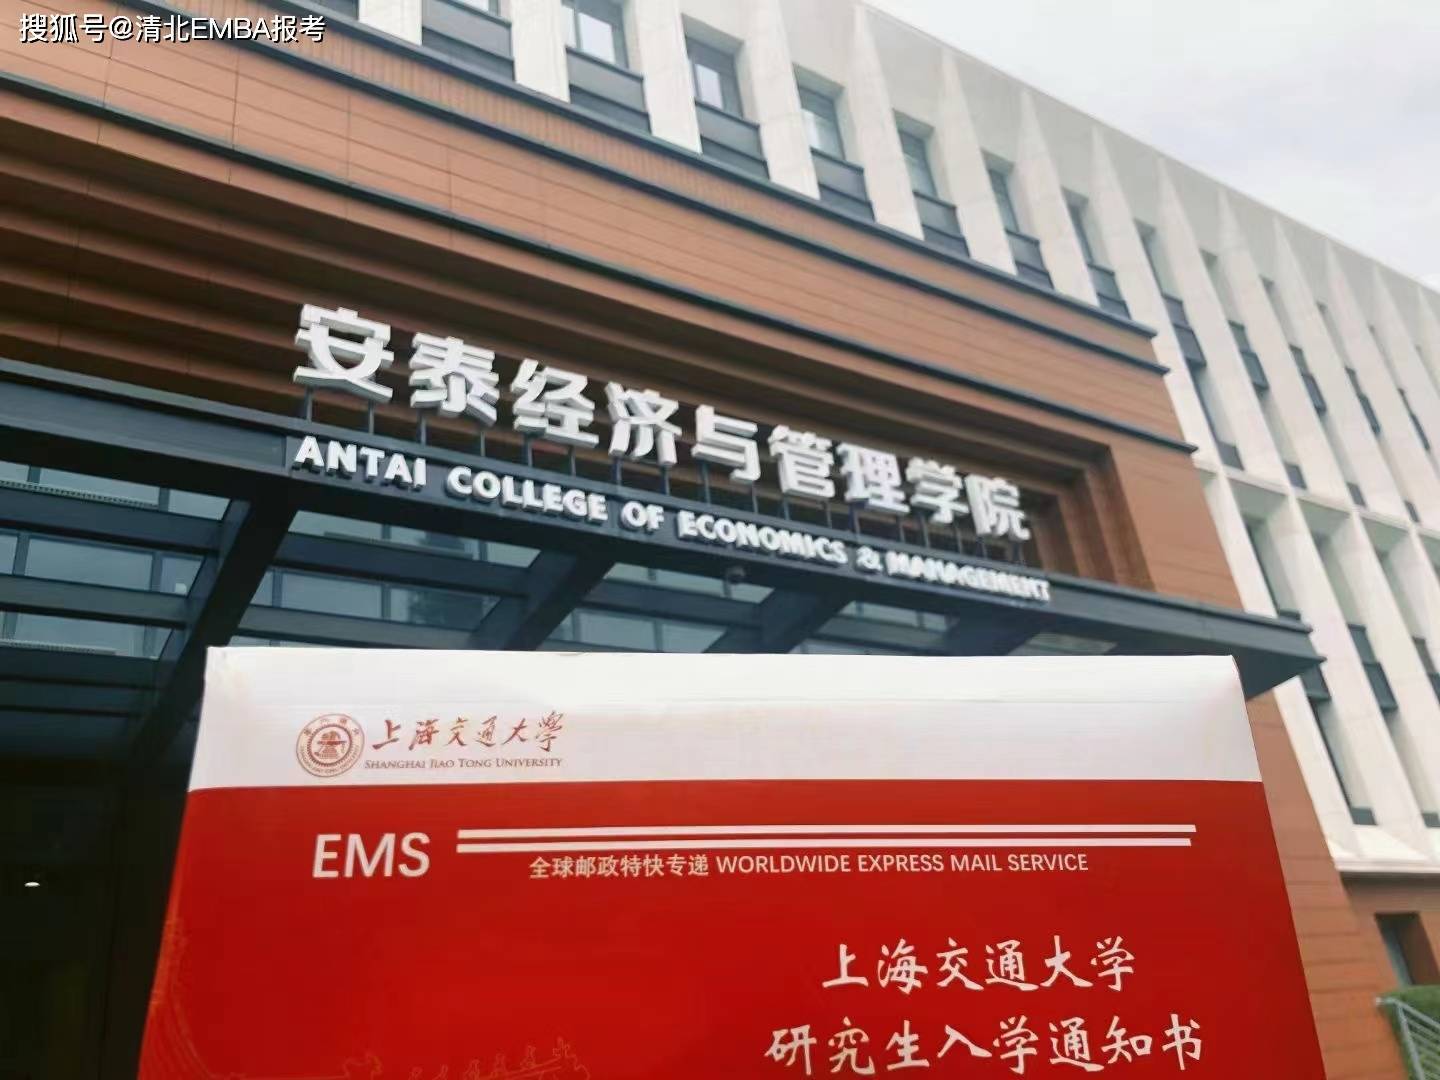 搜狐号@清北EMBA报考
安泰经济与管理学院
ANTAI COLLEGE OF ECONOMICS & MANAGEMENT
上海交通大学
SHANGHAI JIAO TONG UNIVERSITY
EMS
全球邮政特快专递 WORLDWIDE EXPRESS MAIL SERVICE
上海交通大学
研究生入学通知书